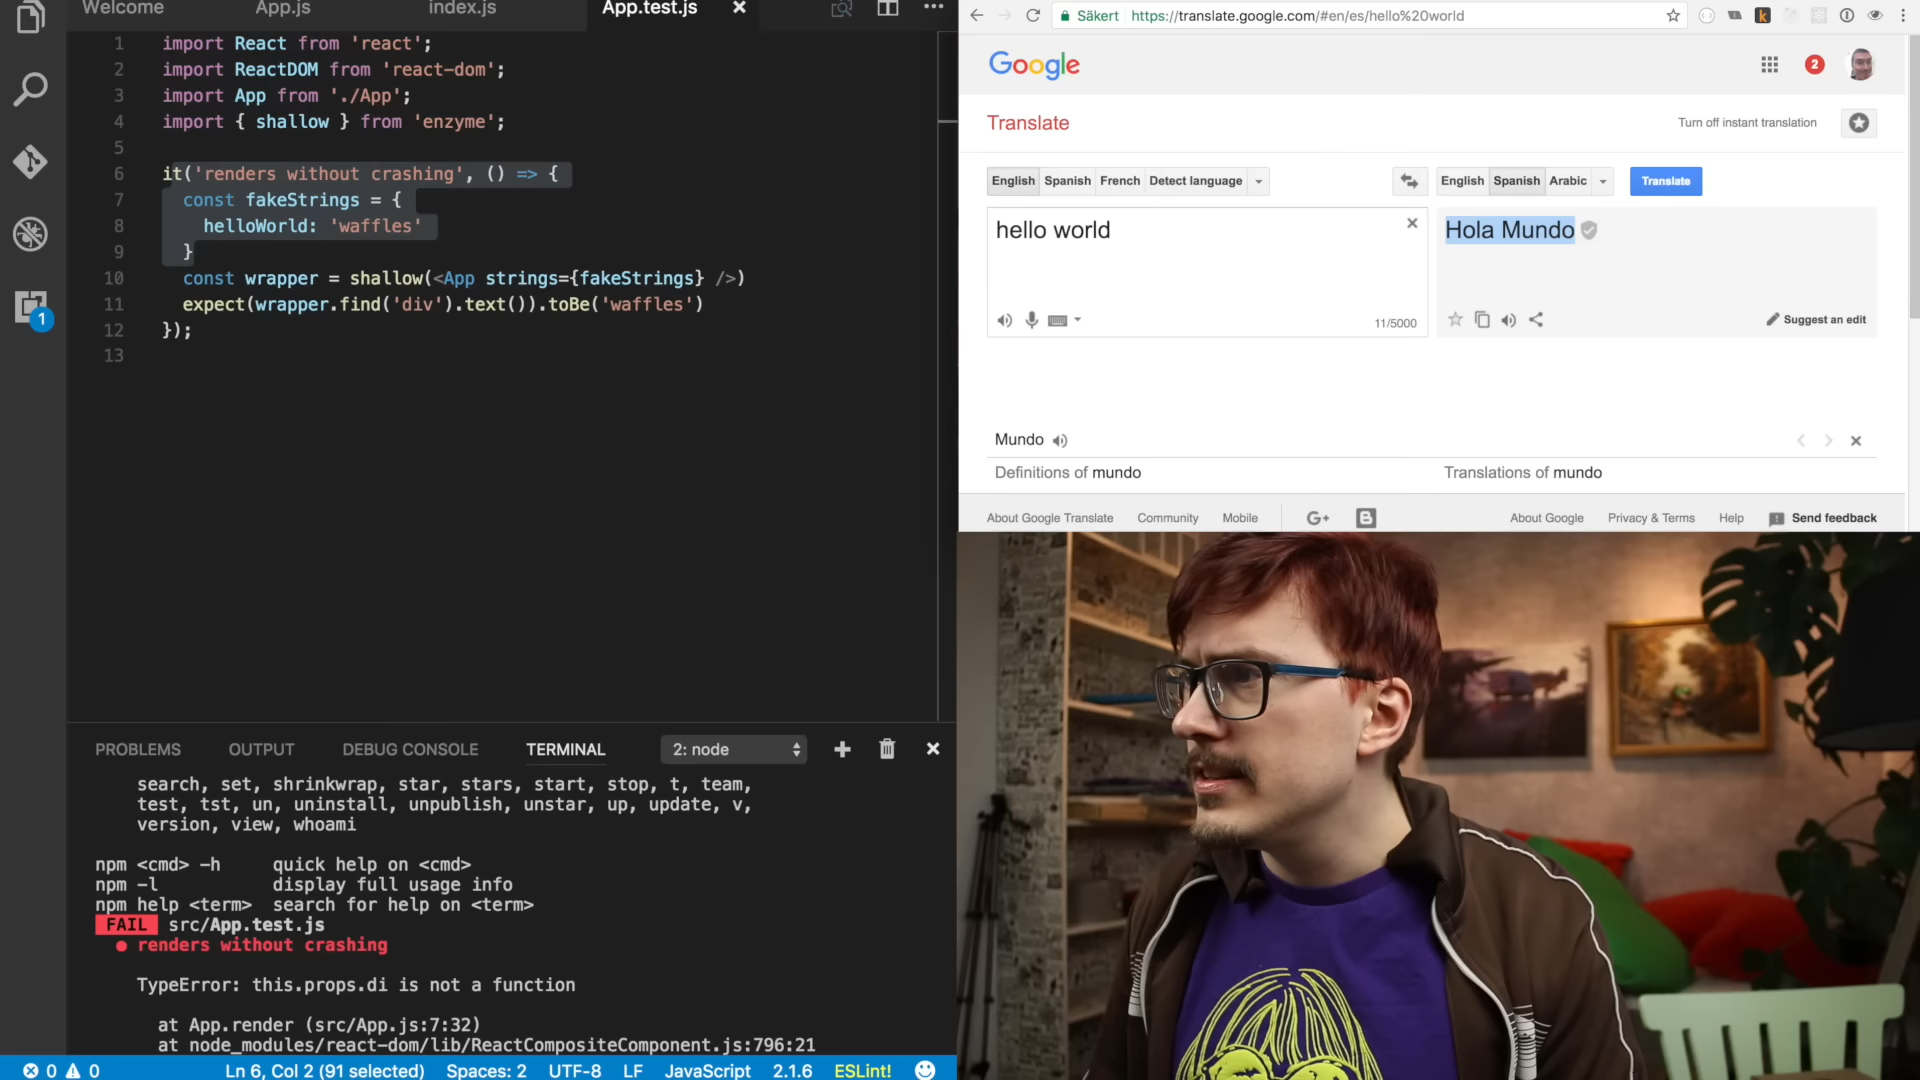 Welcome App.js index.js App.test.js
1 import React from 'react';
2 import ReactDOM from 'react-dom';
3 import App from './App';
4 import { shallow } from 'enzyme';
5
6 it('renders without crashing', () => {
7 const fakeStrings = {
8 helloWorld: 'waffles'
9 }
10 const wrapper = shallow(<App strings={fakeStrings} />)
11 expect(wrapper.find('div').text()).toBe('waffles')
12 });
13
1
PROBLEMS OUTPUT DEBUG CONSOLE TERMINAL 2: node
search, set, shrinkwrap, star, stars, start, stop, t, team,
test, tst, un, uninstall, unpublish, unstar, up, update, v,
version, view, whoami
npm <cmd> -h quick help on <cmd>
npm -l display full usage info
npm help <term> search for help on <term>
FAIL src/App.test.js
● renders without crashing
TypeError: this.props.di is not a function
at App.render (src/App.js:7:32)
at node_modules/react-dom/lib/ReactCompositeComponent.js:796:21
0 0 Ln 6, Col 2 (91 selected) Spaces: 2 UTF-8 LF JavaScript 2.1.6 ESLint!
Säkert https://translate.google.com/#en/es/hello%20world
Google 2
Translate Turn off instant translation
English Spanish French Detect language English Spanish Arabic Translate
hello world Hola Mundo
11/5000 Suggest an edit
Mundo
Definitions of mundo Translations of mundo
About Google Translate Community Mobile G+ B About Google Privacy & Terms Help Send feedback